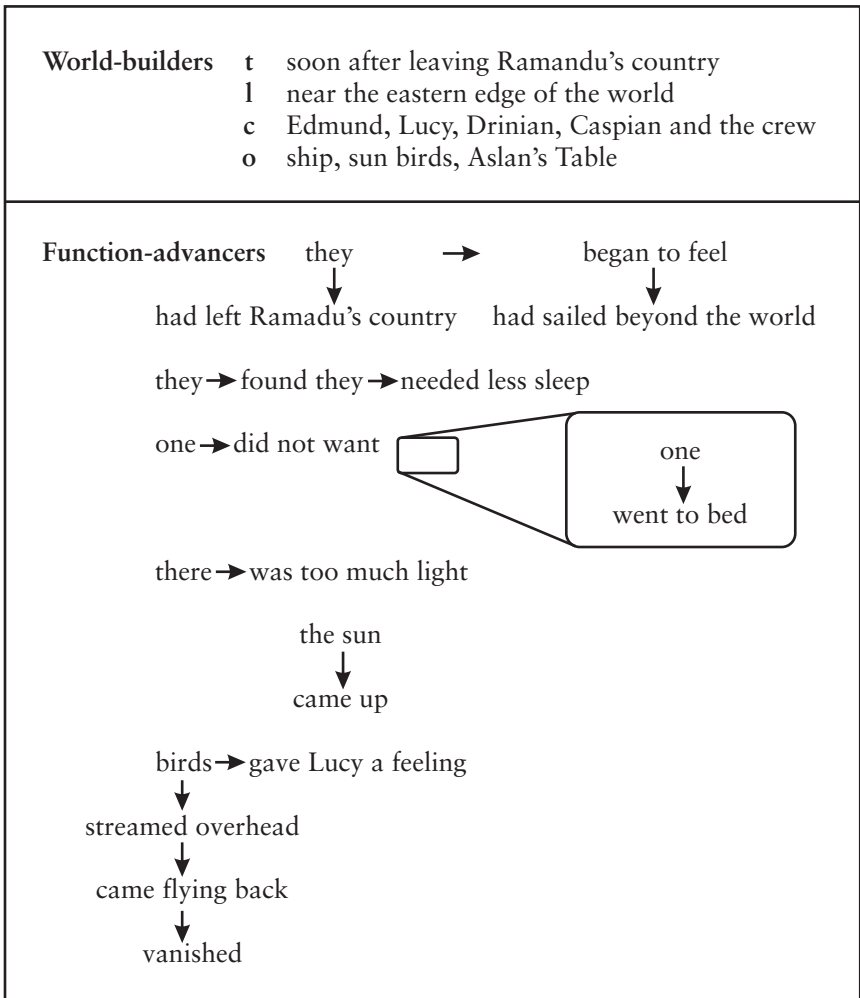 World-builders t soon after leaving Ramandu's country
l near the eastern edge of the world
c Edmund, Lucy, Drinian, Caspian and the crew
o ship, sun birds, Aslan's Table
Function-advancers they → began to feel
had left Ramadu's country had sailed beyond the world
they → found they → needed less sleep
one → did not want
one
went to bed
there → was too much light
the sun
came up
birds → gave Lucy a feeling
streamed overhead
came flying back
vanished